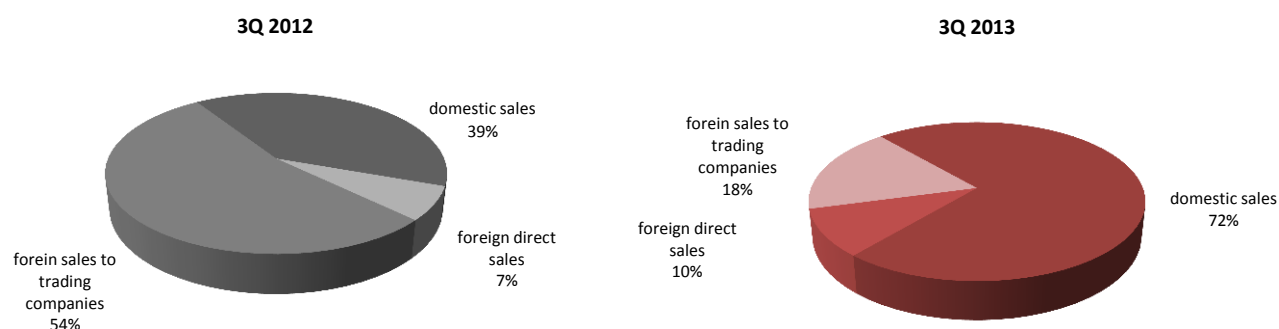 3Q 2012
domestic sales
39%
foreign direct
sales
7%
forein sales to
trading
companies
54%
3Q 2013
forein sales to
trading
companies
18%
foreign direct
sales
10%
domestic sales
72%